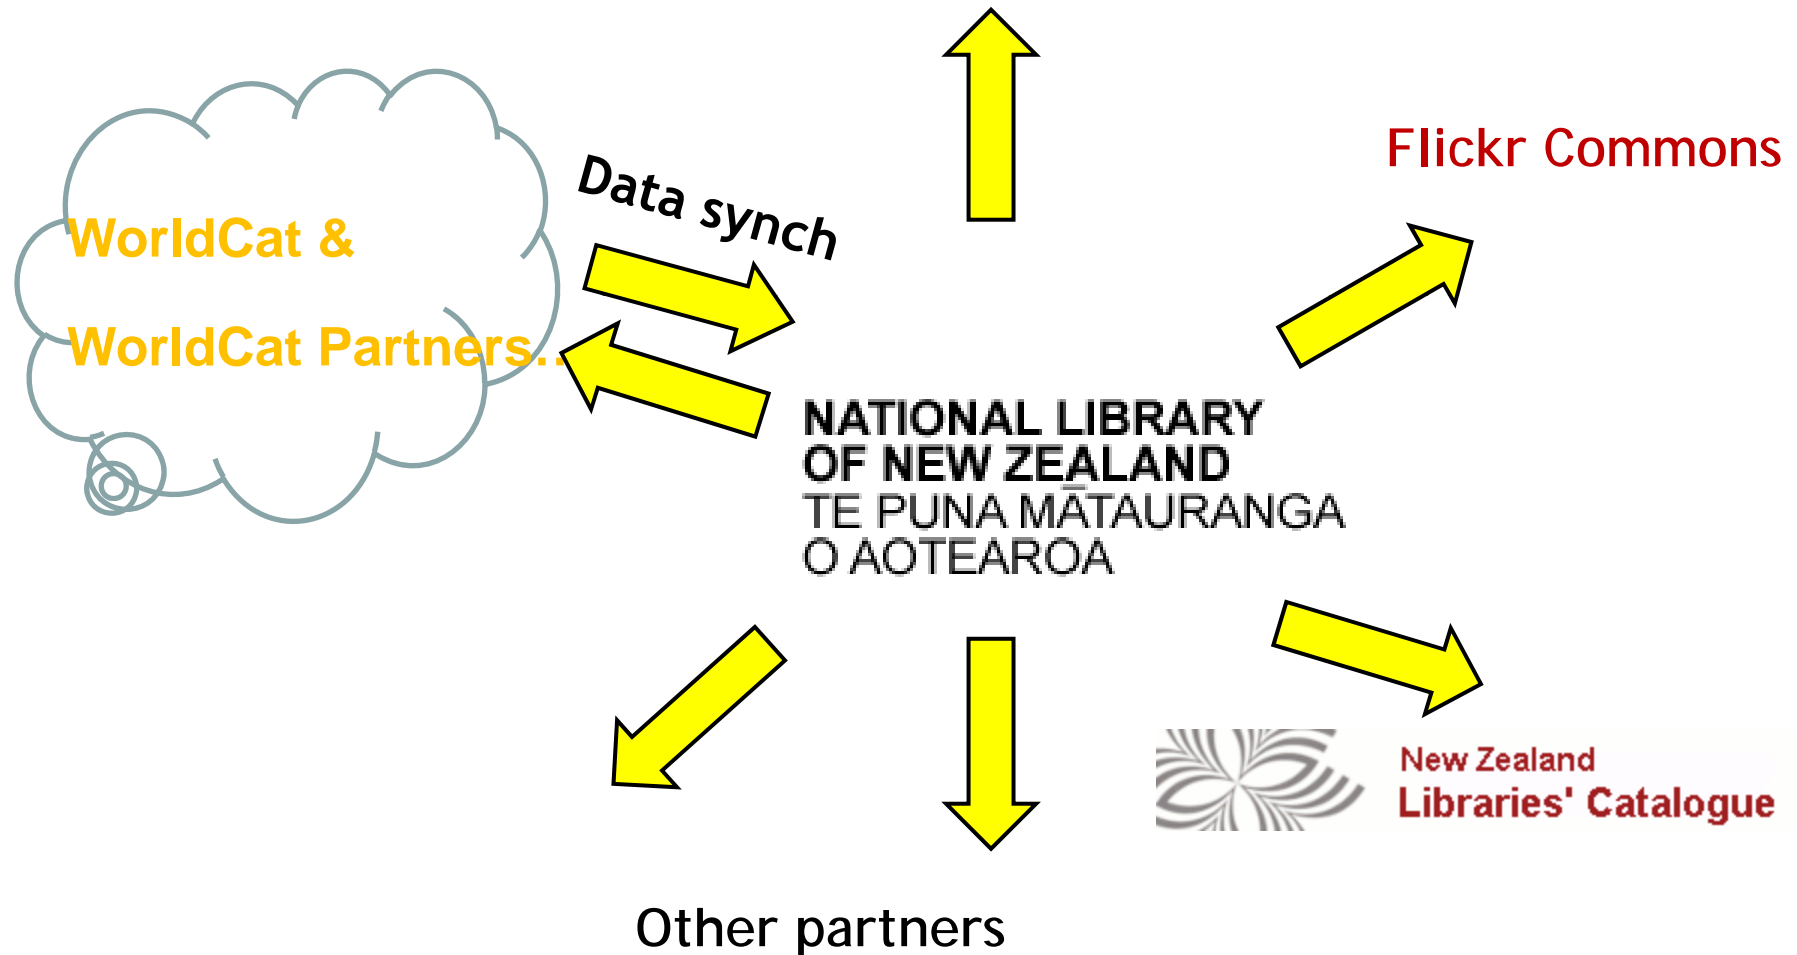 Flickr Commons
Data synch
WorldCat &
WorldCat Partners..
NATIONAL LIBRARY
OF NEW ZEALAND
TE PUNA MĀTAURANGA
O AOTEAROA
New Zealand
Libraries' Catalogue
Other partners